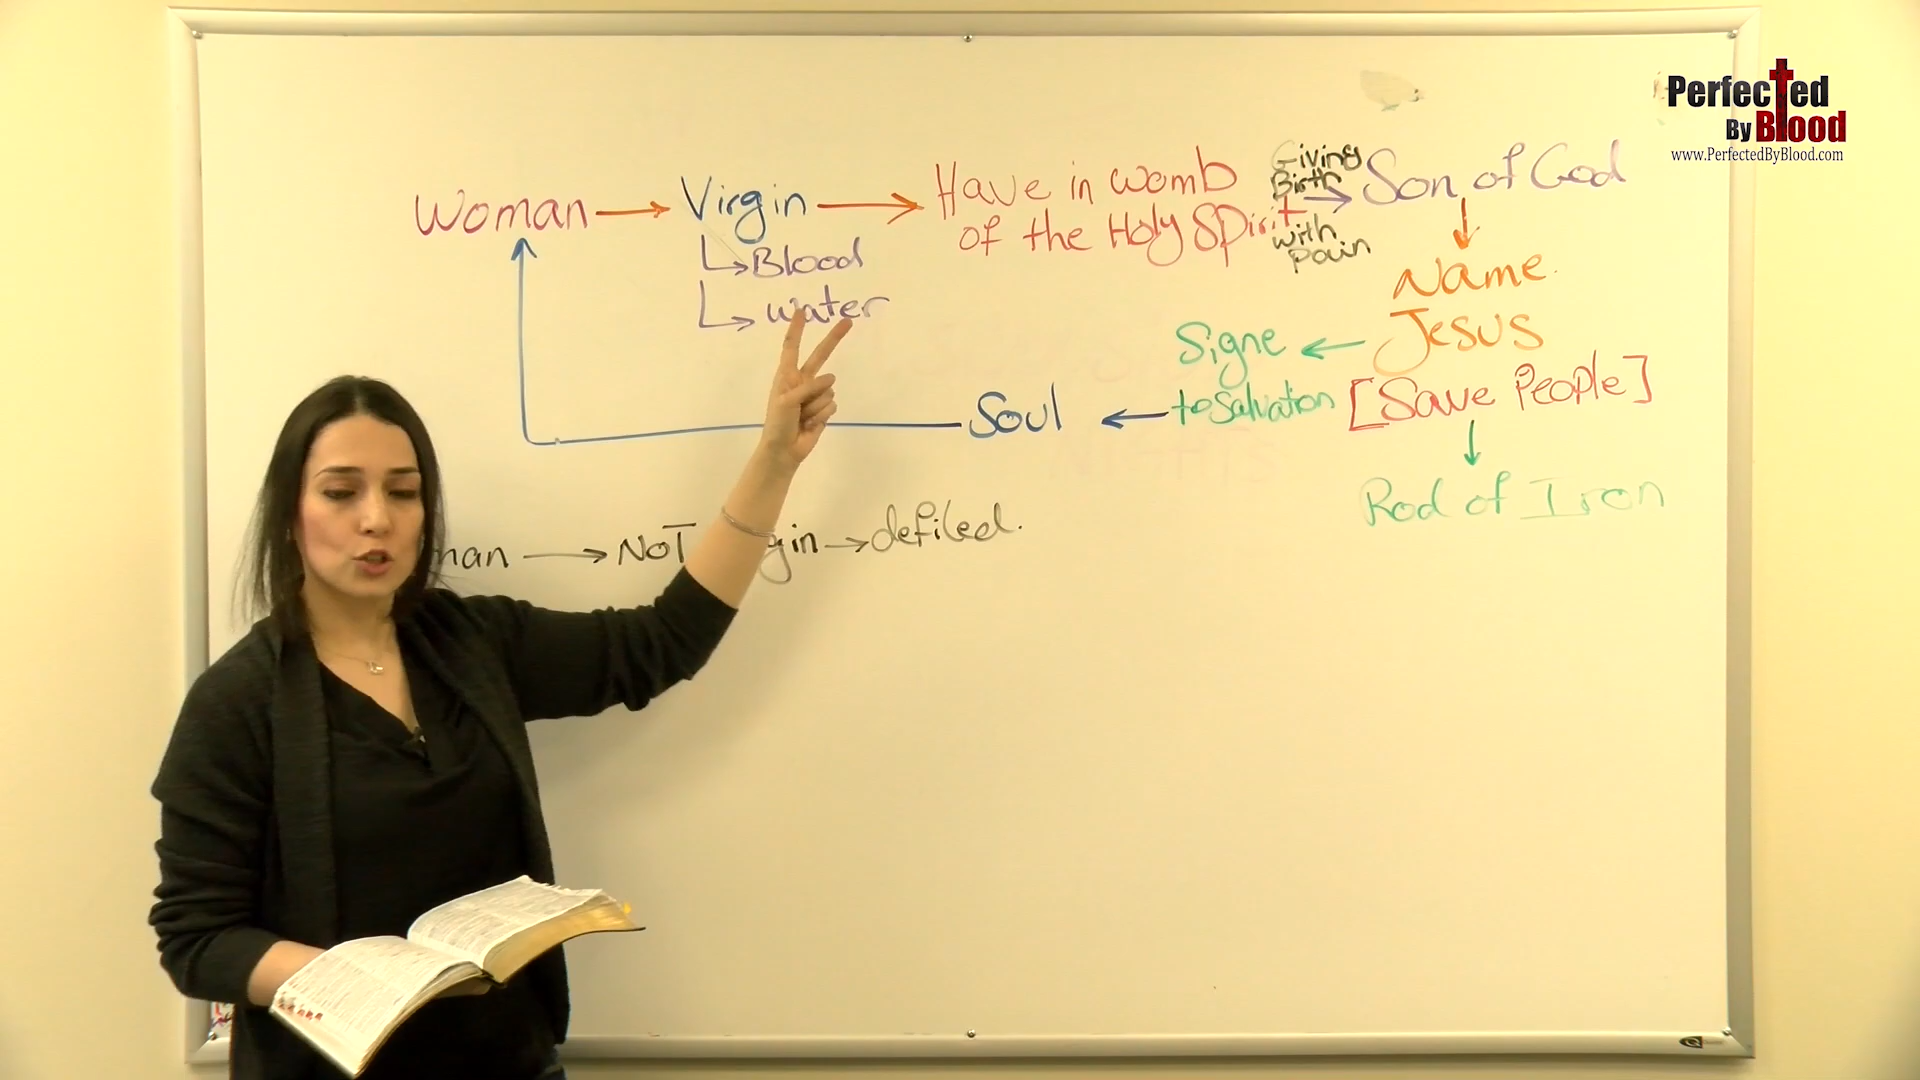 Perfected
By Blood
www.PerfectedByBlood.com
Woman → Virgin → Have in womb
of the Holy Spirit
Giving
Birth
with
Pain
→ Son of God
↳ Blood
↳ water
Name
Jesus
[Save People]
Rod of Iron
Signe
to Salvation
← Soul
man → NOT gin → defiled.